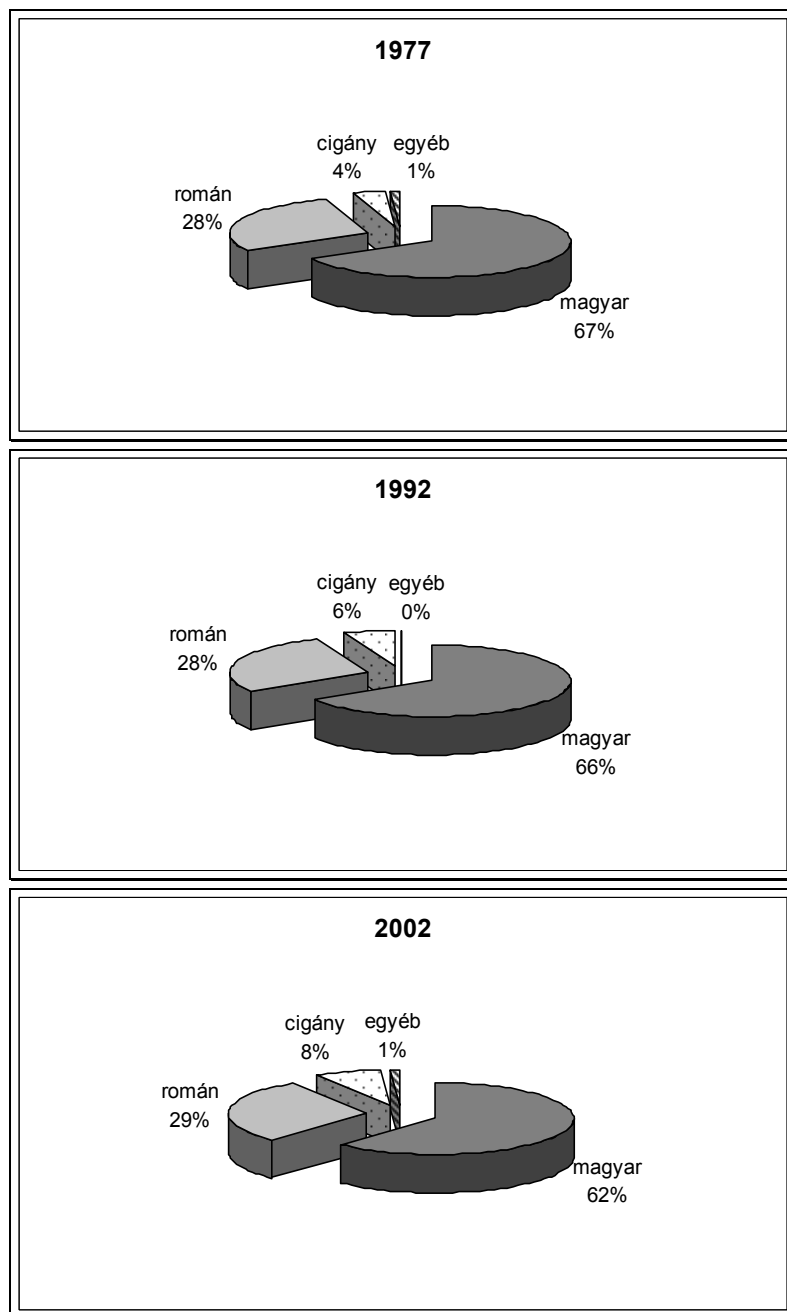 1977
cigány egyéb
4% 1%
román
28%
magyar
67%
1992
cigány egyéb
6% 0%
román
28%
magyar
66%
2002
cigány egyéb
8% 1%
román
29%
magyar
62%